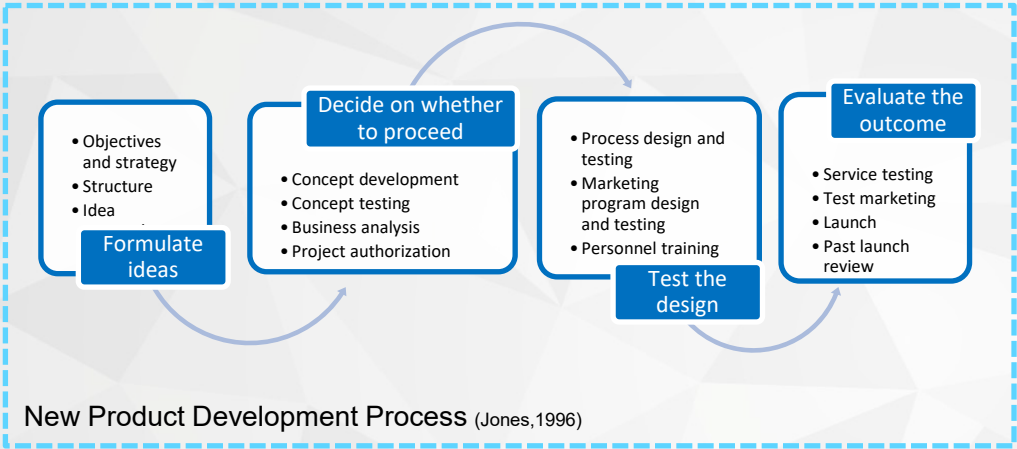 • Objectives
and strategy
• Structure
• Idea
Formulate
ideas
Decide on whether
to proceed
• Concept development
• Concept testing
• Business analysis
• Project authorization
• Process design and
testing
• Marketing
program design
and testing
• Personnel training
Test the
design
Evaluate the
outcome
• Service testing
• Test marketing
• Launch
• Past launch
review
New Product Development Process (Jones,1996)